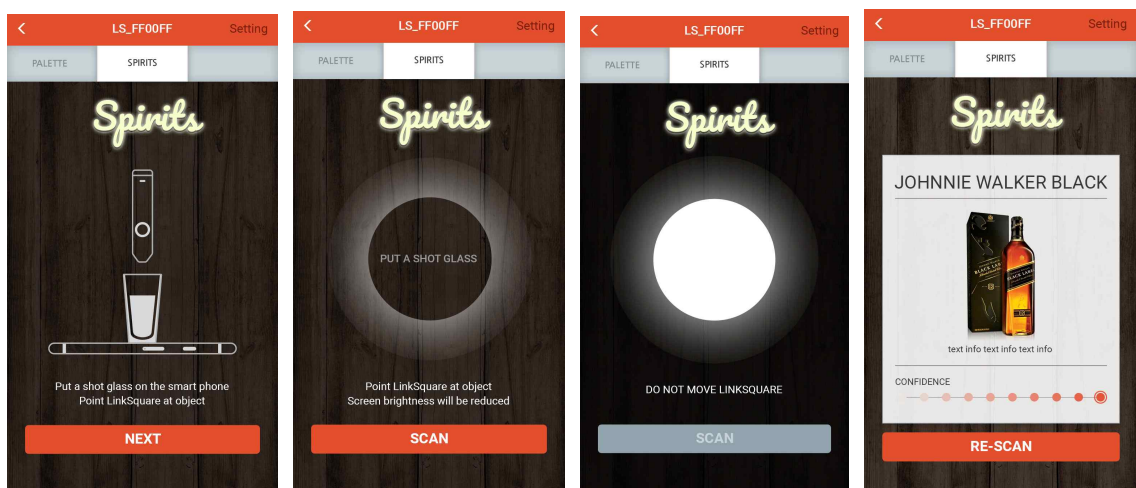 LS_FF00FF
Setting
PALETTE
SPIRITS
Spirits
Put a shot glass on the smart phone
Point LinkSquare at object
NEXT
LS_FF00FF
Setting
PALETTE
SPIRITS
Spirits
PUT A SHOT GLASS
Point LinkSquare at object
Screen brightness will be reduced
SCAN
LS_FF00FF
Setting
PALETTE
SPIRITS
Spirits
DO NOT MOVE LINKSQUARE
SCAN
LS_FF00FF
Setting
PALETTE
SPIRITS
Spirits
JOHNNIE WALKER BLACK
BLACK LABEL
text info text info text info
CONFIDENCE
RE-SCAN